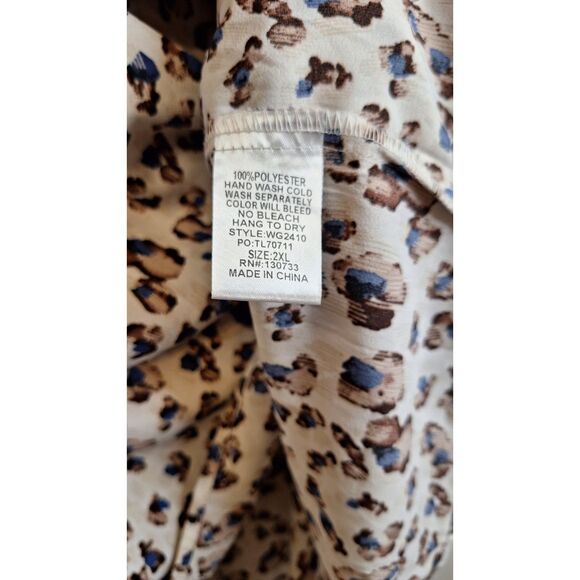 100%POLYESTER
HAND WASH COLD
WASH SEPARATELY
COLOR WILL BLEED
NO BLEACH
HANG TO DRY
STYLE:WG2410
PO:TL70711
SIZE:2XL
RN#:130733
MADE IN CHINA